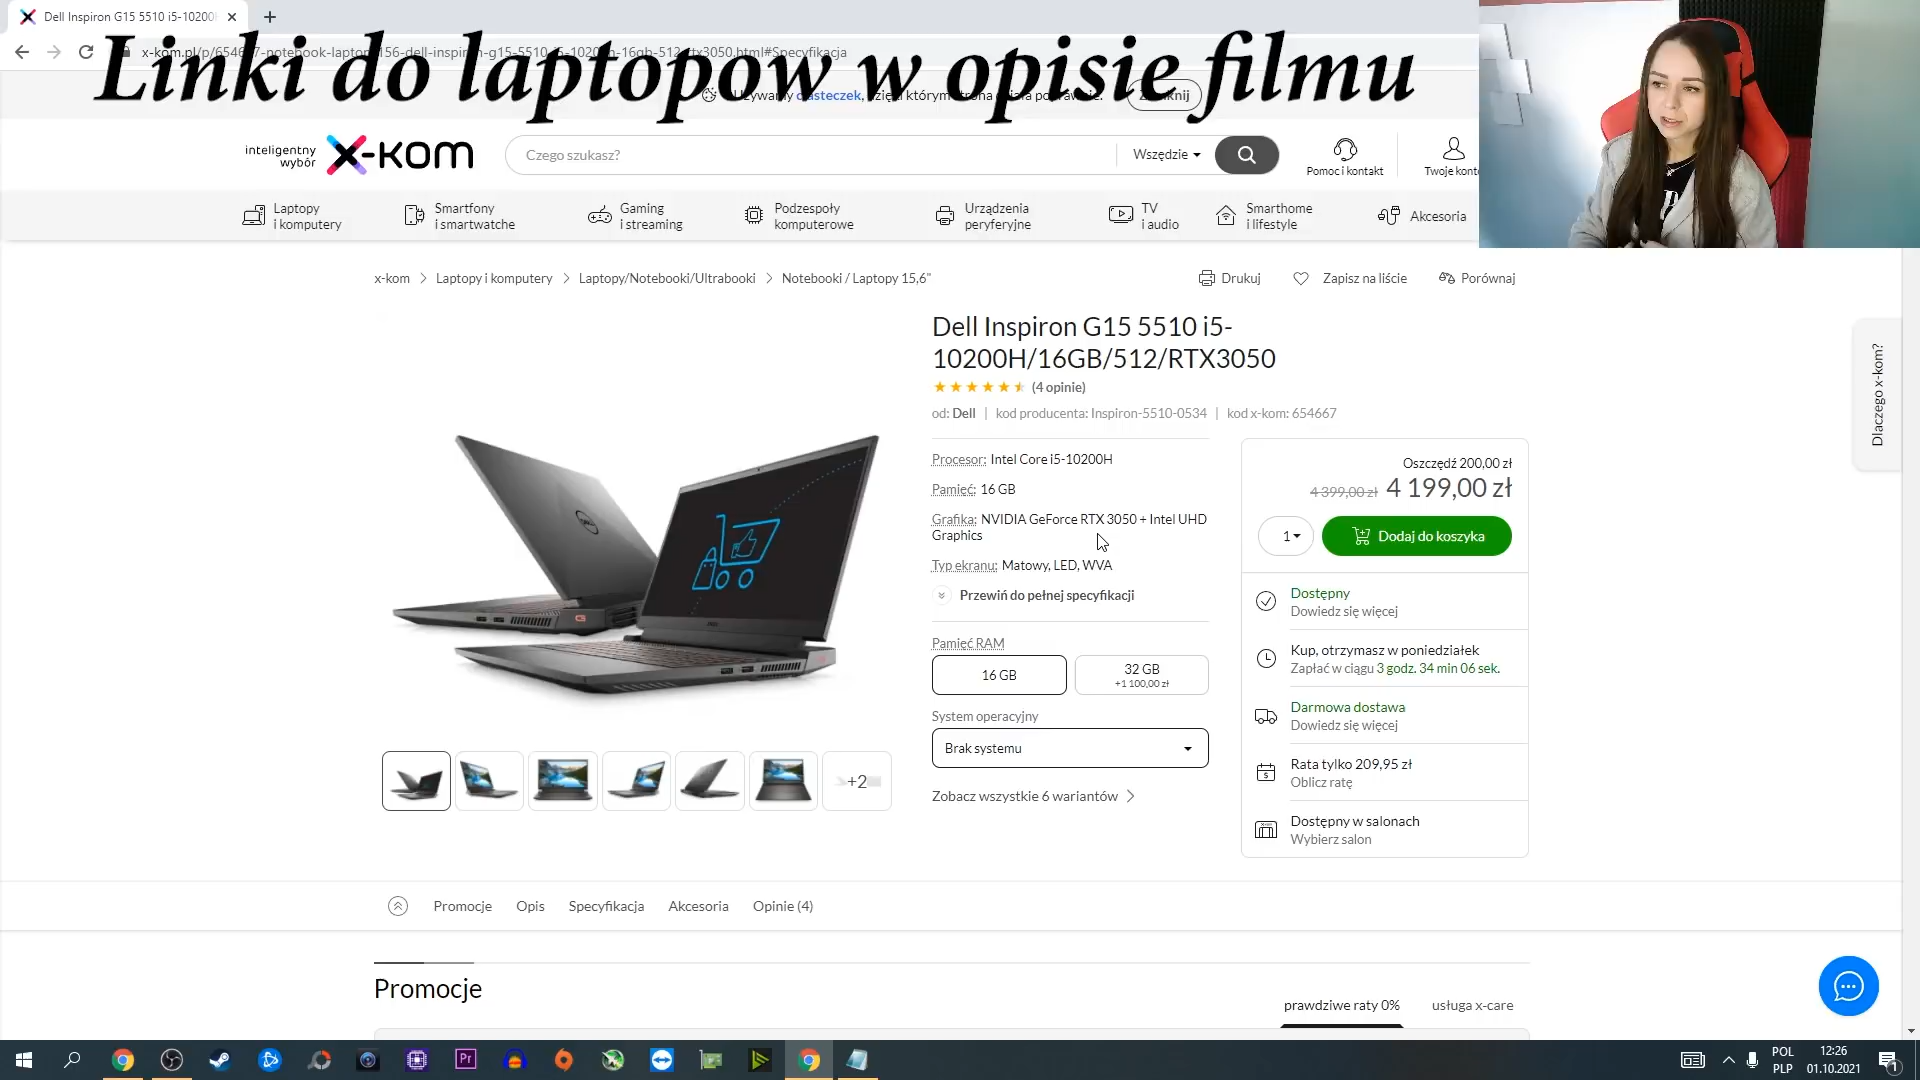 Dell Inspiron G15 5510 i5-10200H
Linki do laptopow w opisie filmu
inteligentny
wybór
x-kom
Czego szukasz?
Wszędzie
Pomoc i kontakt
Twoje konto
Laptopy
i komputery
Smartfony
i smartwatche
Gaming
i streaming
Podzespoły
komputerowe
Urządzenia
peryferyjne
TV
i audio
Smarthome
i lifestyle
Akcesoria
x-kom > Laptopy i komputery > Laptopy/Notebooki/Ultrabooki > Notebooki / Laptopy 15,6"
Drukuj
Zapisz na liście
Porównaj
Dell Inspiron G15 5510 i5-
10200H/16GB/512/RTX3050
(4 opinie)
od: Dell | kod producenta: Inspiron-5510-0534 | kod x-kom: 654667
Procesor: Intel Core i5-10200H
Pamięć: 16 GB
Grafika: NVIDIA GeForce RTX 3050 + Intel UHD
Graphics
Typ ekranu: Matowy, LED, WVA
Przewiń do pełnej specyfikacji
Pamięć RAM
16 GB
32 GB
+1 100,00 zł
System operacyjny
Brak systemu
Zobacz wszystkie 6 wariantów
Oszczędź 200,00 zł
4 399,00 zł 4 199,00 zł
1
Dodaj do koszyka
Dostępny
Dowiedz się więcej
Kup, otrzymasz w poniedziałek
Zapłać w ciągu 3 godz. 34 min 06 sek.
Darmowa dostawa
Dowiedz się więcej
Rata tylko 209,95 zł
Oblicz ratę
Dostępny w salonach
Wybierz salon
Dlaczego x-kom?
DELL
+2
Promocje
Opis
Specyfikacja
Akcesoria
Opinie (4)
Promocje
prawdziwe raty 0%
usługa x-care
Pr
POL
PLP
12:26
01.10.2021
1